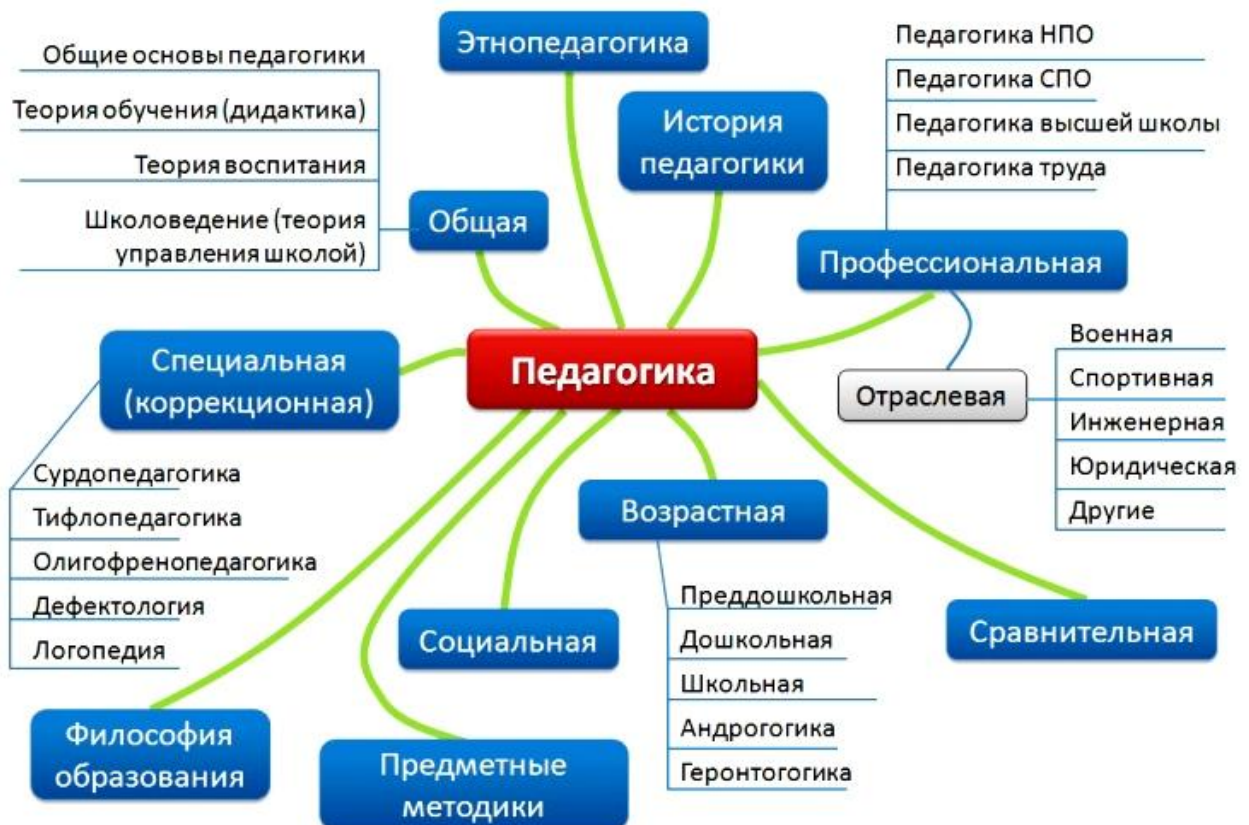 Этнопедагогика
История
педагогики
Общие основы педагогики
Теория обучения (дидактика)
Теория воспитания
Школоведение (теория
управления школой)
Общая
Педагогика НПО
Педагогика СПО
Педагогика высшей школы
Педагогика труда
Профессиональная
Отраслевая
Военная
Спортивная
Инженерная
Юридическая
Другие
Педагогика
Специальная
(коррекционная)
Сурдопедагогика
Тифлопедагогика
Олигофренопедагогика
Дефектология
Логопедия
Возрастная
Преддошкольная
Дошкольная
Школьная
Андрогогика
Геронтогогика
Сравнительная
Социальная
Философия
образования
Предметные
методики